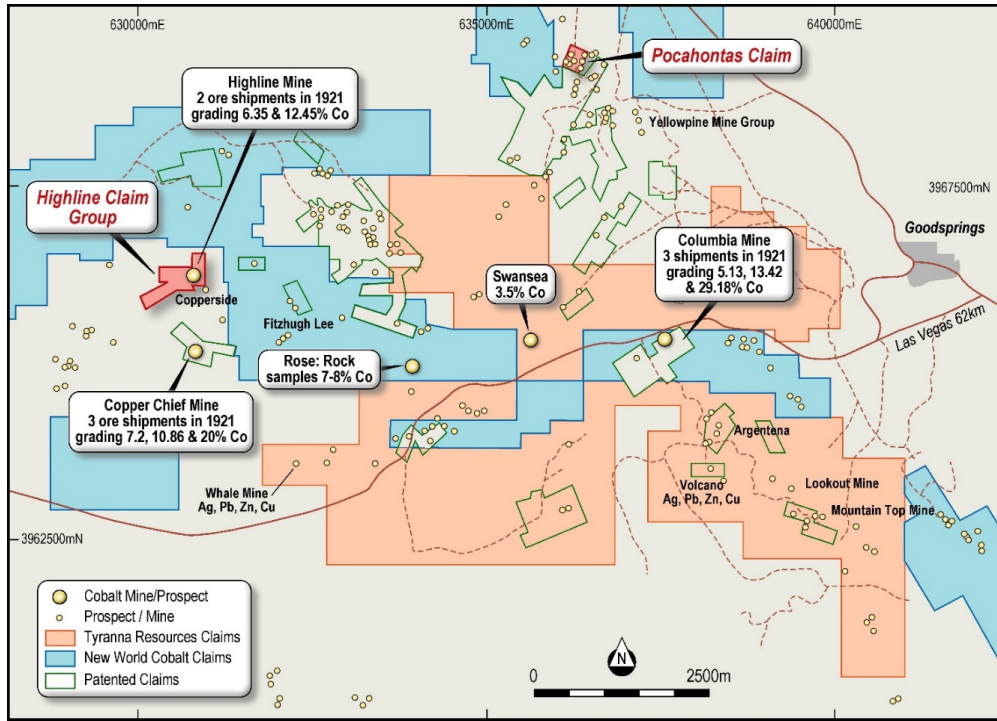 630000mE
635000mE
640000mE
Highline Mine
2 ore shipments in 1921
grading 6.35 & 12.45% Co
Pocahontas Claim
Yellowpine Mine Group
3967500mN
Highline Claim
Group
Goodsprings
Columbia Mine
3 shipments in 1921
grading 5.13, 13.42
& 29.18% Co
Swansea
3.5% Co
Copperside
Fitzhugh Lee
Las Vegas 62km
Rose: Rock
samples 7-8% Co
Copper Chief Mine
3 ore shipments in 1921
grading 7.2, 10.86 & 20% Co
Argentena
Whale Mine
Ag, Pb, Zn, Cu
Volcano
Ag, Pb, Zn, Cu
Lookout Mine
Mountain Top Mine
3962500mN
Cobalt Mine/Prospect
Prospect / Mine
Tyranna Resources Claims
New World Cobalt Claims
Patented Claims
N
0
2500m